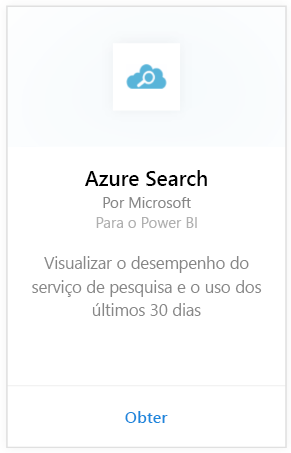 Azure Search
Por Microsoft
Para o Power BI
Visualizar o desempenho do
serviço de pesquisa e o uso dos
últimos 30 dias
Obter